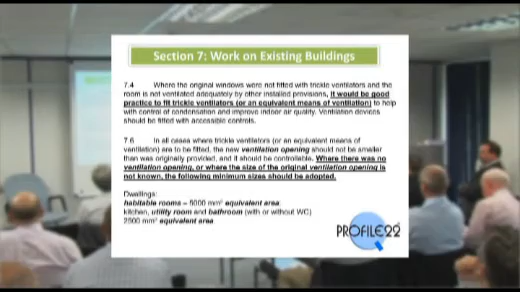 Section 7: Work on Existing Buildings
7.4 Where the original windows were not fitted with trickle ventilators and the
room is not ventilated adequately by other installed provisions, it would be good
practice to fit trickle ventilators (or an equivalent means of ventilation) to help
with control of condensation and improve indoor air quality. Ventilation devices
should be fitted with accessible controls.
7.6 In all cases where trickle ventilators (or an equivalent means of
ventilation) are to be fitted, the new ventilation opening should not be smaller
than was originally provided, and it should be controllable. Where there was no
ventilation opening, or where the size of the original ventilation opening is
not known, the following minimum sizes should be adopted.
Dwellings:
habitable rooms – 5000 mm² equivalent area
kitchen, utility room and bathroom (with or without WC)
2500 mm² equivalent area
PROFILE22